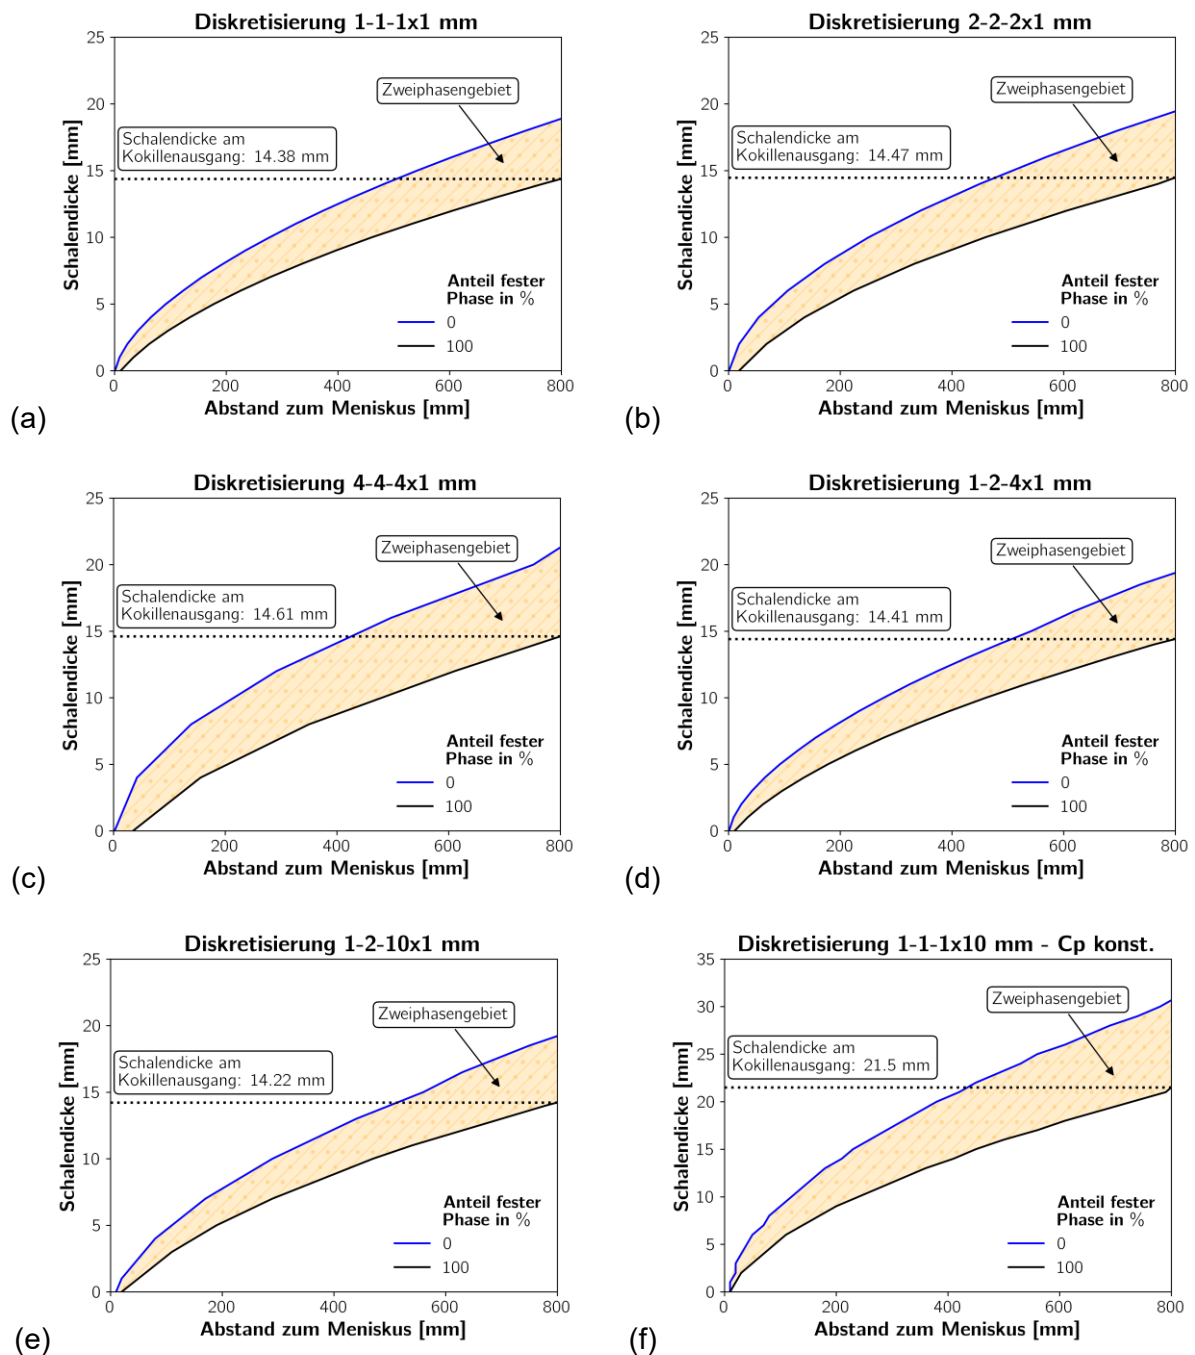 Diskretisierung 1-1-1x1 mm
25
20
15
10
5
0
Schalendicke [mm]
Zweiphasengebiet
Schalendicke am
Kokillenausgang: 14.38 mm
Anteil fester
Phase in %
0
100
0
200
400
600
800
Abstand zum Meniskus [mm]
(a)
Diskretisierung 2-2-2x1 mm
25
20
15
10
5
0
Schalendicke [mm]
Zweiphasengebiet
Schalendicke am
Kokillenausgang: 14.47 mm
Anteil fester
Phase in %
0
100
0
200
400
600
800
Abstand zum Meniskus [mm]
(b)
Diskretisierung 4-4-4x1 mm
25
20
15
10
5
0
Schalendicke [mm]
Zweiphasengebiet
Schalendicke am
Kokillenausgang: 14.61 mm
Anteil fester
Phase in %
0
100
0
200
400
600
800
Abstand zum Meniskus [mm]
(c)
Diskretisierung 1-2-4x1 mm
25
20
15
10
5
0
Schalendicke [mm]
Zweiphasengebiet
Schalendicke am
Kokillenausgang: 14.41 mm
Anteil fester
Phase in %
0
100
0
200
400
600
800
Abstand zum Meniskus [mm]
(d)
Diskretisierung 1-2-10x1 mm
25
20
15
10
5
0
Schalendicke [mm]
Zweiphasengebiet
Schalendicke am
Kokillenausgang: 14.22 mm
Anteil fester
Phase in %
0
100
0
200
400
600
800
Abstand zum Meniskus [mm]
(e)
Diskretisierung 1-1-1x10 mm - Cp konst.
35
30
25
20
15
10
5
0
Schalendicke [mm]
Zweiphasengebiet
Schalendicke am
Kokillenausgang: 21.5 mm
Anteil fester
Phase in %
0
100
0
200
400
600
800
Abstand zum Meniskus [mm]
(f)